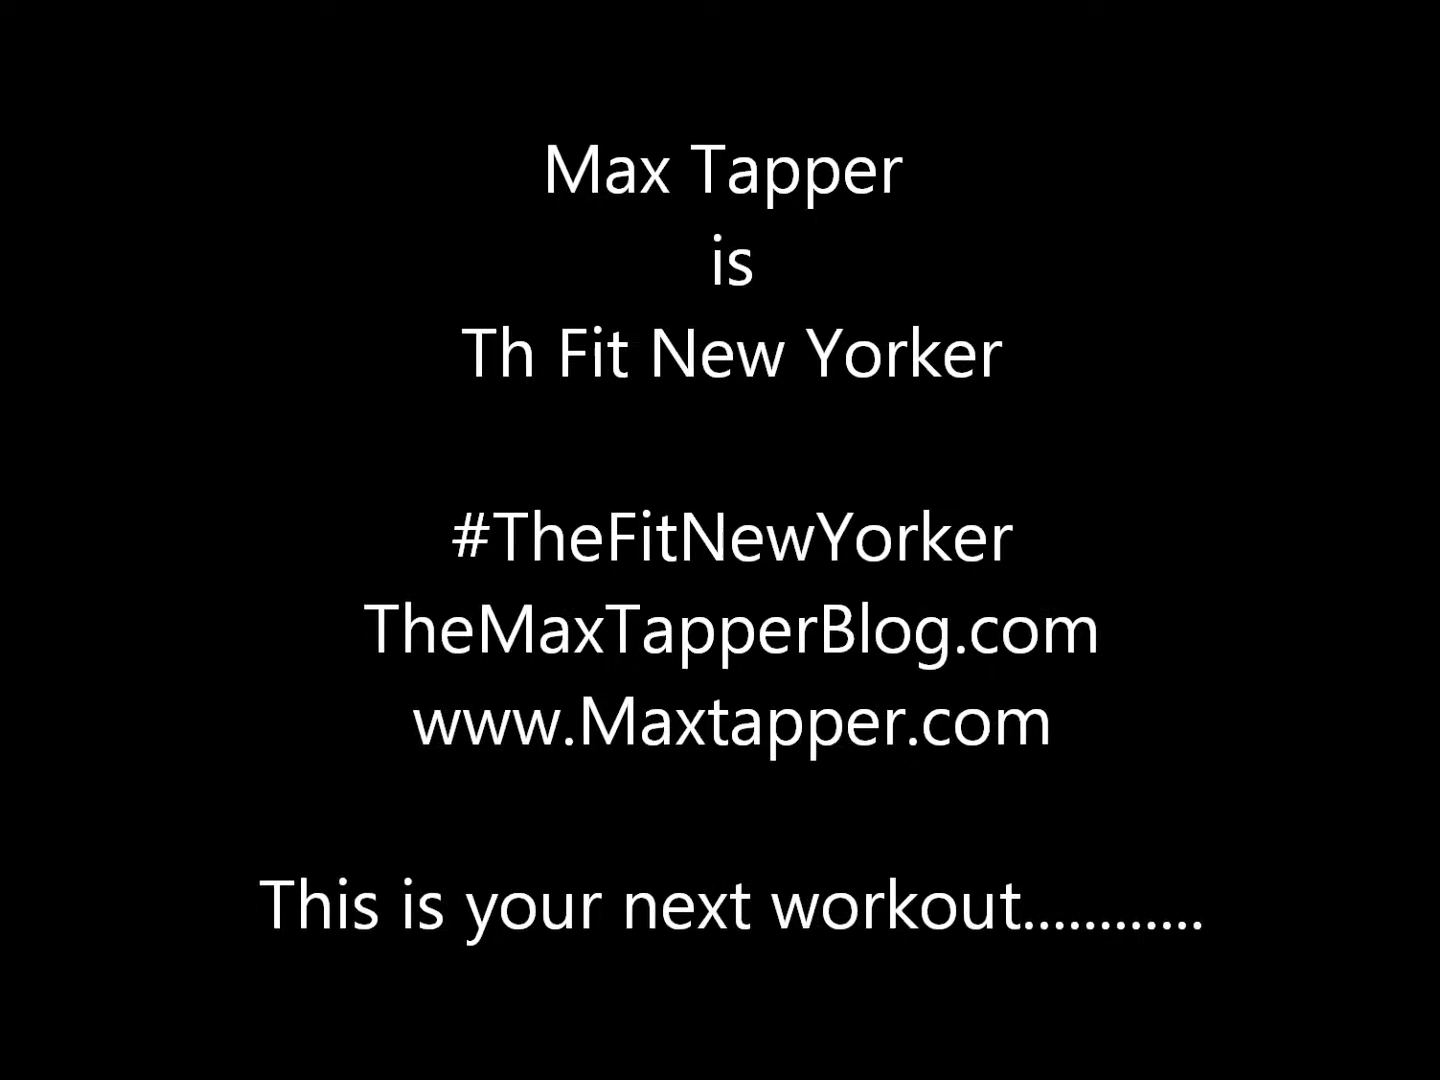 Max Tapper
is
Th Fit New Yorker
#TheFitNewYorker
TheMaxTapperBlog.com
www.Maxtapper.com
This is your next workout............